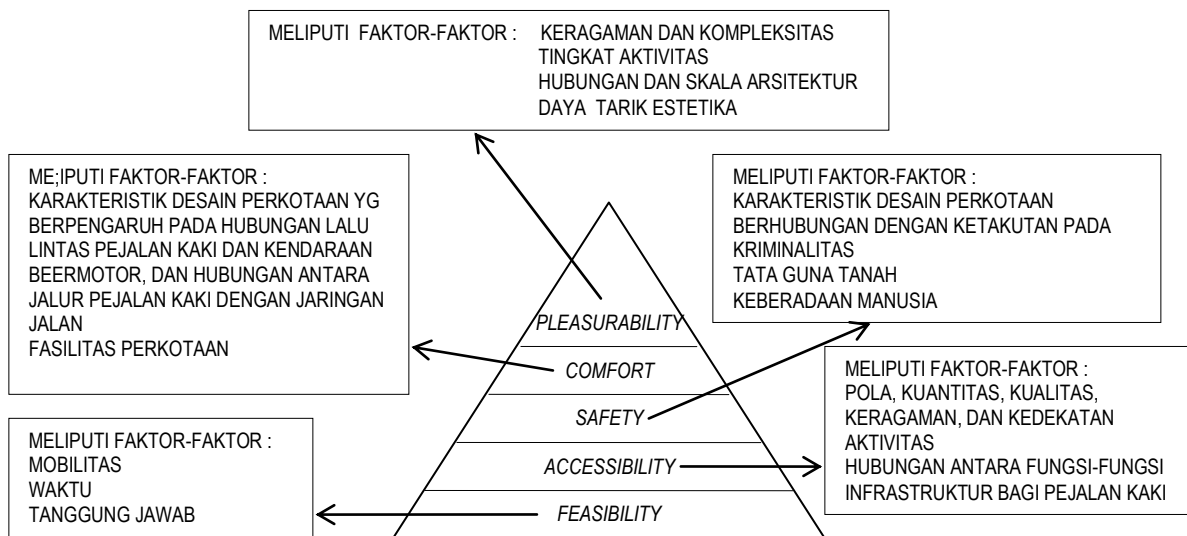 MELIPUTI FAKTOR-FAKTOR : KERAGAMAN DAN KOMPLEKSITAS
TINGKAT AKTIVITAS
HUBUNGAN DAN SKALA ARSITEKTUR
DAYA TARIK ESTETIKA
ME;IPUTI FAKTOR-FAKTOR :
KARAKTERISTIK DESAIN PERKOTAAN YG
BERPENGARUH PADA HUBUNGAN LALU
LINTAS PEJALAN KAKI DAN KENDARAAN
BEERMOTOR, DAN HUBUNGAN ANTARA
JALUR PEJALAN KAKI DENGAN JARINGAN
JALAN
FASILITAS PERKOTAAN
MELIPUTI FAKTOR-FAKTOR :
KARAKTERISTIK DESAIN PERKOTAAN
BERHUBUNGAN DENGAN KETAKUTAN PADA
KRIMINALITAS
TATA GUNA TANAH
KEBERADAAN MANUSIA
PLEASURABILITY
COMFORT
SAFETY
ACCESSIBILITY
FEASIBILITY
MELIPUTI FAKTOR-FAKTOR :
POLA, KUANTITAS, KUALITAS,
KERAGAMAN, DAN KEDEKATAN
AKTIVITAS
HUBUNGAN ANTARA FUNGSI-FUNGSI
INFRASTRUKTUR BAGI PEJALAN KAKI
MELIPUTI FAKTOR-FAKTOR :
MOBILITAS
WAKTU
TANGGUNG JAWAB